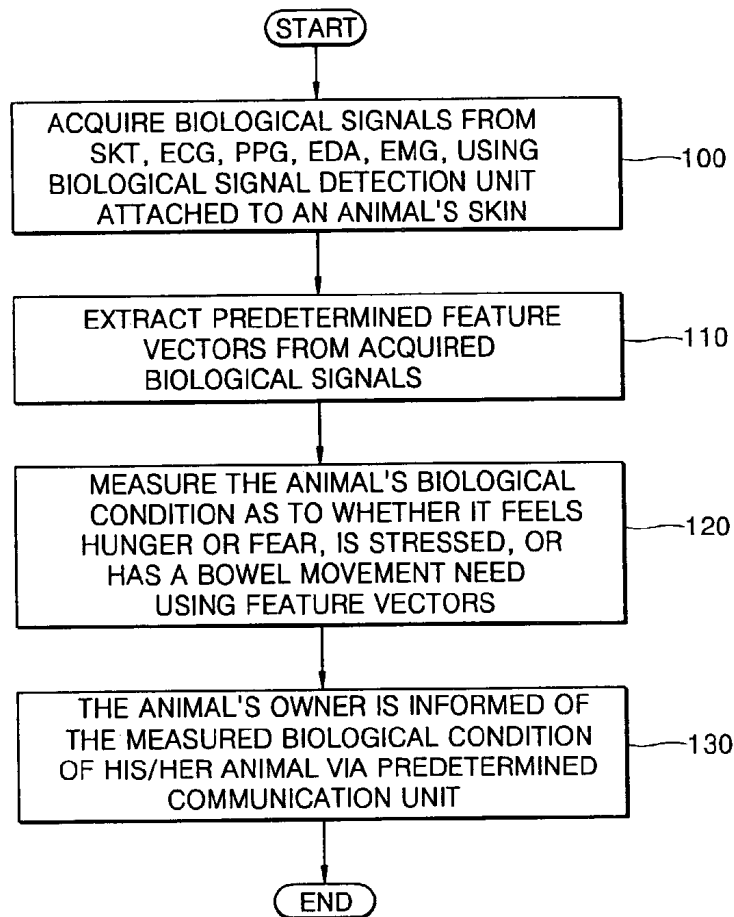 START
ACQUIRE BIOLOGICAL SIGNALS FROM
SKT, ECG, PPG, EDA, EMG, USING
BIOLOGICAL SIGNAL DETECTION UNIT
ATTACHED TO AN ANIMAL'S SKIN
100
EXTRACT PREDETERMINED FEATURE
VECTORS FROM ACQUIRED
BIOLOGICAL SIGNALS
110
MEASURE THE ANIMAL'S BIOLOGICAL
CONDITION AS TO WHETHER IT FEELS
HUNGER OR FEAR, IS STRESSED, OR
HAS A BOWEL MOVEMENT NEED
USING FEATURE VECTORS
120
THE ANIMAL'S OWNER IS INFORMED OF
THE MEASURED BIOLOGICAL CONDITION
OF HIS/HER ANIMAL VIA PREDETERMINED
COMMUNICATION UNIT
130
END